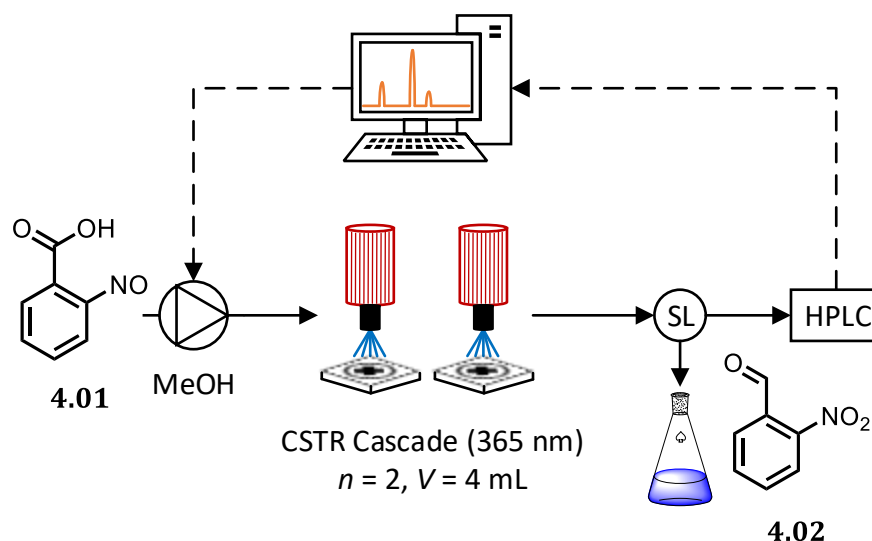 O
OH
NO
4.01
MeOH
CSTR Cascade (365 nm)
n = 2, V = 4 mL
SL
HPLC
O
NO2
4.02